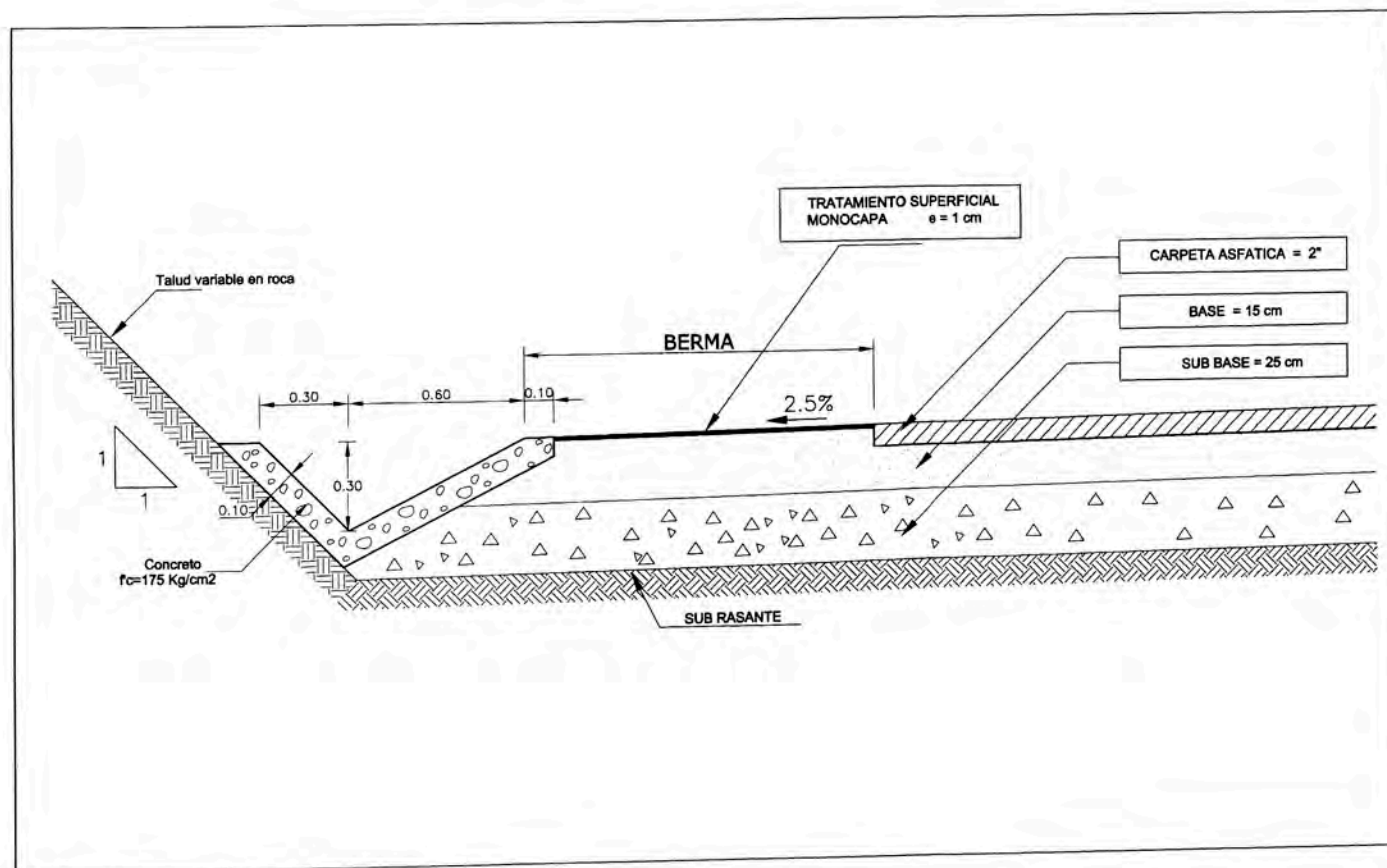 TRATAMIENTO SUPERFICIAL
MONOCAPA e = 1 cm
CARPETA ASFATICA = 2"
Talud variable en roca
BASE = 15 cm
BERMA
SUB BASE = 25 cm
0.30
0.60
0.10
2.5%
1
1
0.30
0.10
Concreto
f'c=175 Kg/cm2
SUB RASANTE